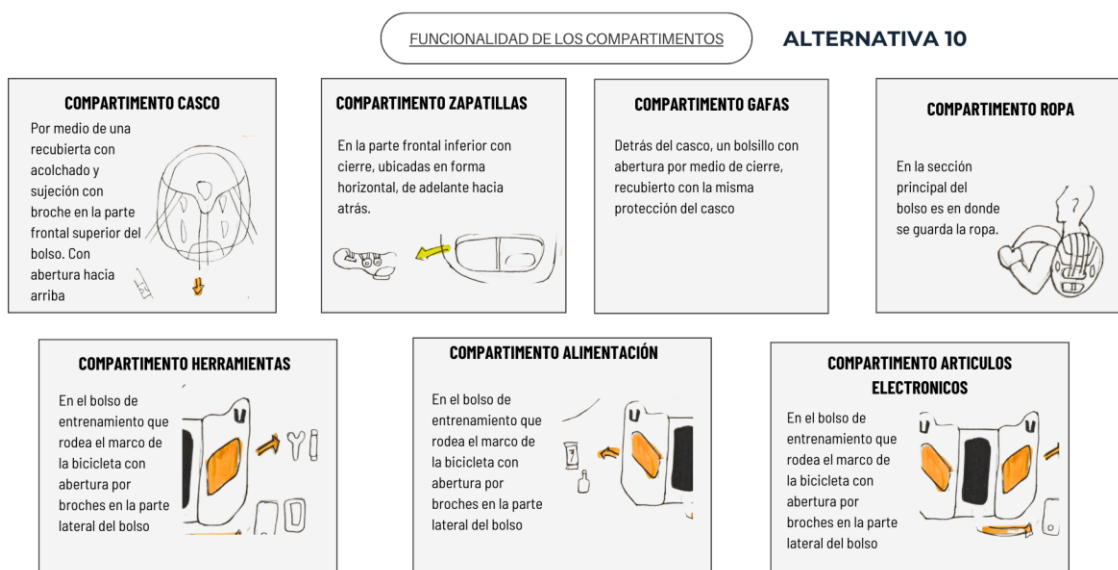 FUNCIONALIDAD DE LOS COMPARTIMENTOS
ALTERNATIVA 10
COMPARTIMENTO CASCO
Por medio de una
recubierta con
acolchado y
sujeción con
broche en la parte
frontal superior del
bolso. Con
abertura hacia
arriba
COMPARTIMENTO ZAPATILLAS
En la parte frontal inferior con
cierre, ubicadas en forma
horizontal, de adelante hacia
atrás.
COMPARTIMENTO GAFAS
Detrás del casco, un bolsillo con
abertura por medio de cierre,
recubierto con la misma
protección del casco
COMPARTIMENTO ROPA
En la sección
principal del
bolso es en donde
se guarda la ropa.
COMPARTIMENTO HERRAMIENTAS
En el bolso de
entrenamiento que
rodea el marco de
la bicicleta con
abertura por
broches en la parte
lateral del bolso
COMPARTIMENTO ALIMENTACIÓN
En el bolso de
entrenamiento que
rodea el marco de
la bicicleta con
abertura por
broches en la parte
lateral del bolso
COMPARTIMENTO ARTICULOS
ELECTRONICOS
En el bolso de
entrenamiento que
rodea el marco de
la bicicleta con
abertura por
broches en la parte
lateral del bolso